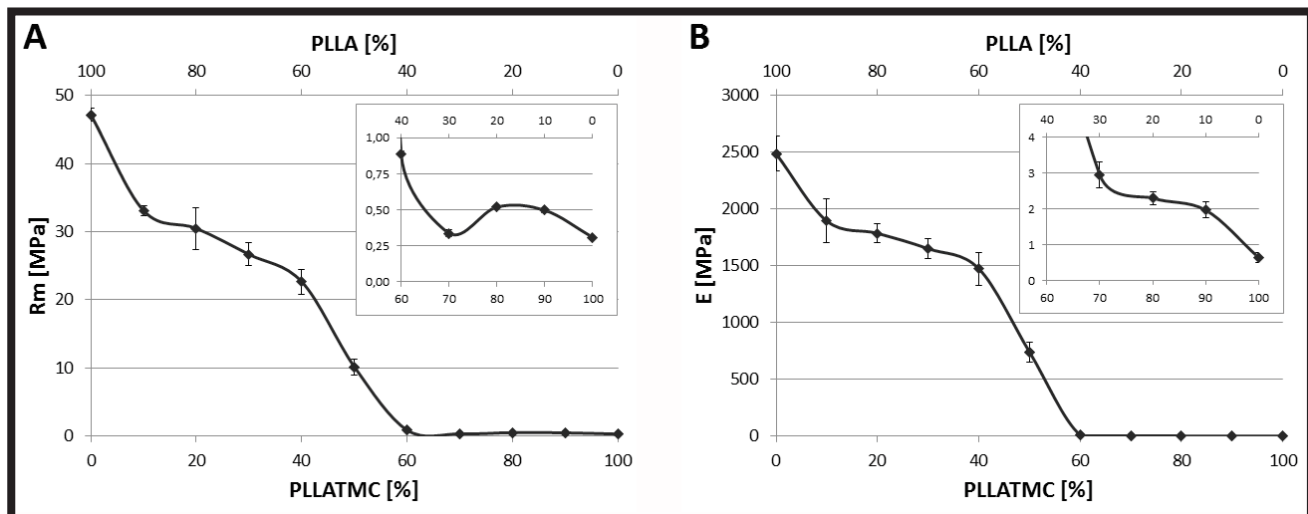 A
PLLA [%]
100 80 60 40 20 0
50
40
30
20
10
0
Rm [MPa]
0 20 40 60 80 100
PLLATMC [%]
40 30 20 10 0
1,00
0,75
0,50
0,25
0,00
60 70 80 90 100
B
PLLA [%]
100 80 60 40 20 0
3000
2500
2000
1500
1000
500
0
E [MPa]
0 20 40 60 80 100
PLLATMC [%]
40 30 20 10 0
4
3
2
1
0
60 70 80 90 100